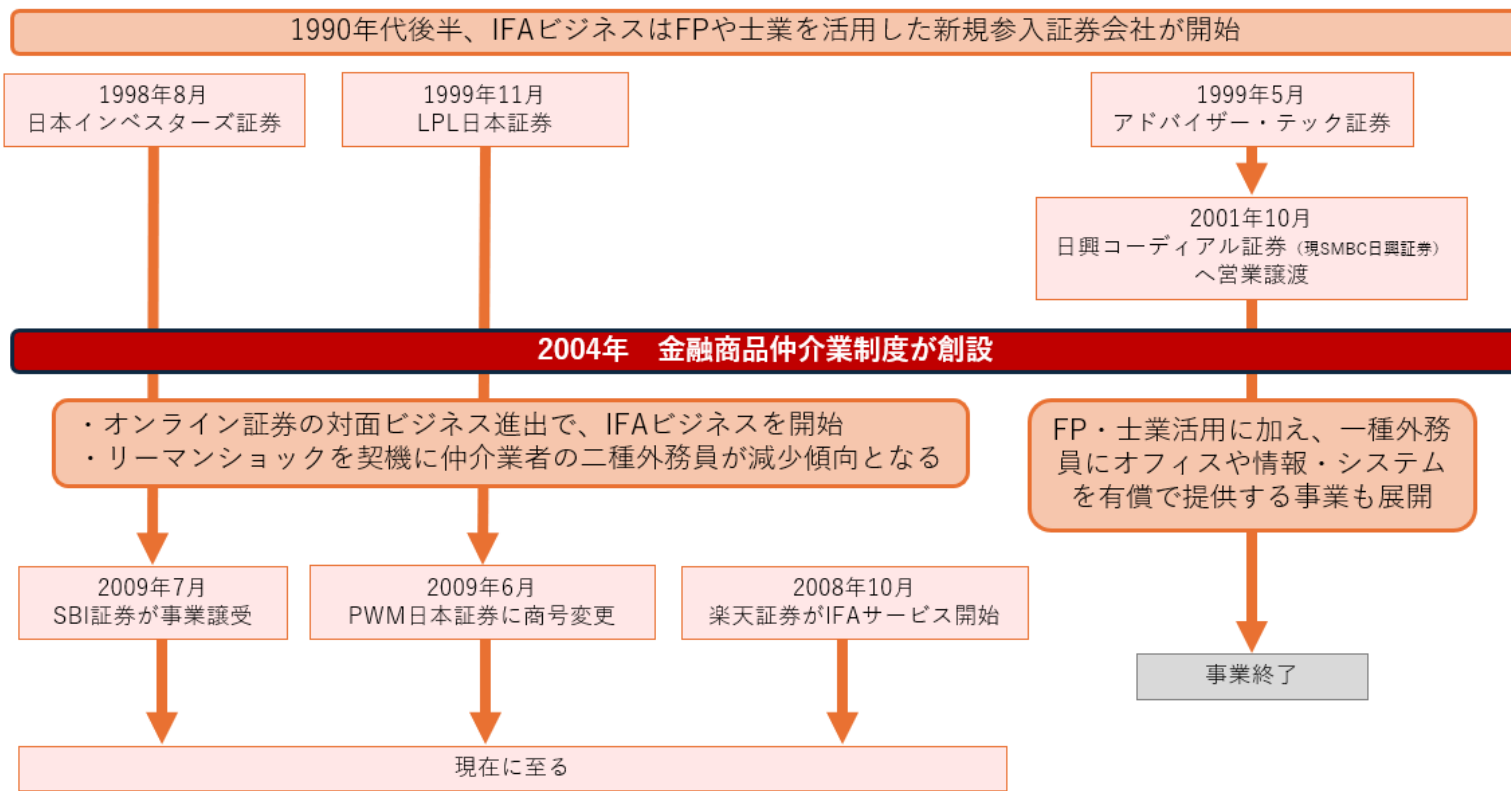 1990年代後半、IFAビジネスはFPや士業を活用した新規参入証券会社が開始
1998年8月
日本インベスターズ証券
1999年11月
LPL日本証券
1999年5月
アドバイザー・テック証券
2001年10月
日興コーディアル証券（現SMBC日興証券）
へ営業譲渡
2004年　金融商品仲介業制度が創設
・オンライン証券の対面ビジネス進出で、IFAビジネスを開始
・リーマンショックを契機に仲介業者の二種外務員が減少傾向となる
FP・士業活用に加え、一種外務
員にオフィスや情報・システム
を有償で提供する事業も展開
2009年7月
SBI証券が事業譲受
2009年6月
PWM日本証券に商号変更
2008年10月
楽天証券がIFAサービス開始
事業終了
現在に至る